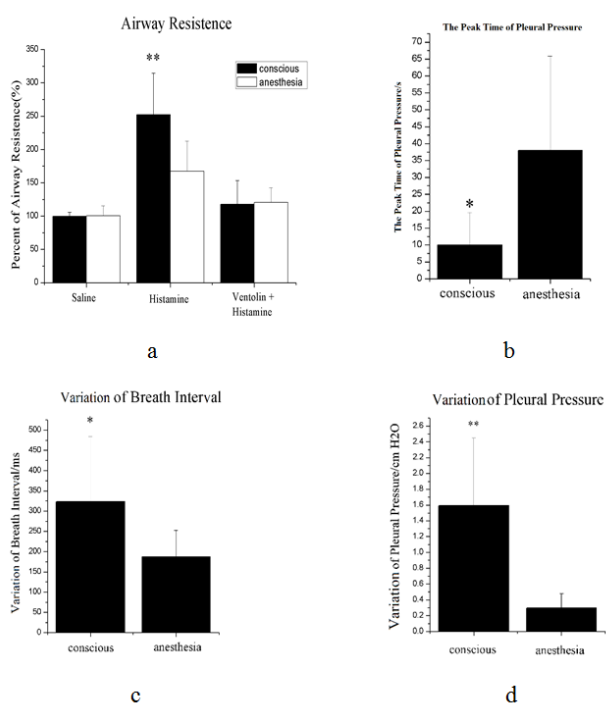 Airway Resistence
Percent of Airway Resistence(%)
350
300
250
200
150
100
50
0
**
conscious
anesthesia
Saline
Histamine
Ventolin +
Histamine
a
The Peak Time of Pleural Pressure
The Peak Time of Pleural Pressure/s
70
65
60
55
50
45
40
35
30
25
20
15
10
5
0
*
conscious
anesthesia
b
Variation of Breath Interval
Variation of Breath Interval/ms
500
450
400
350
300
250
200
150
100
50
0
*
conscious
anesthesia
c
Variation of Pleural Pressure
Variation of Pleural Pressure/cm H2O
2.6
2.4
2.2
2.0
1.8
1.6
1.4
1.2
1.0
0.8
0.6
0.4
0.2
0.0
**
conscious
anesthesia
d